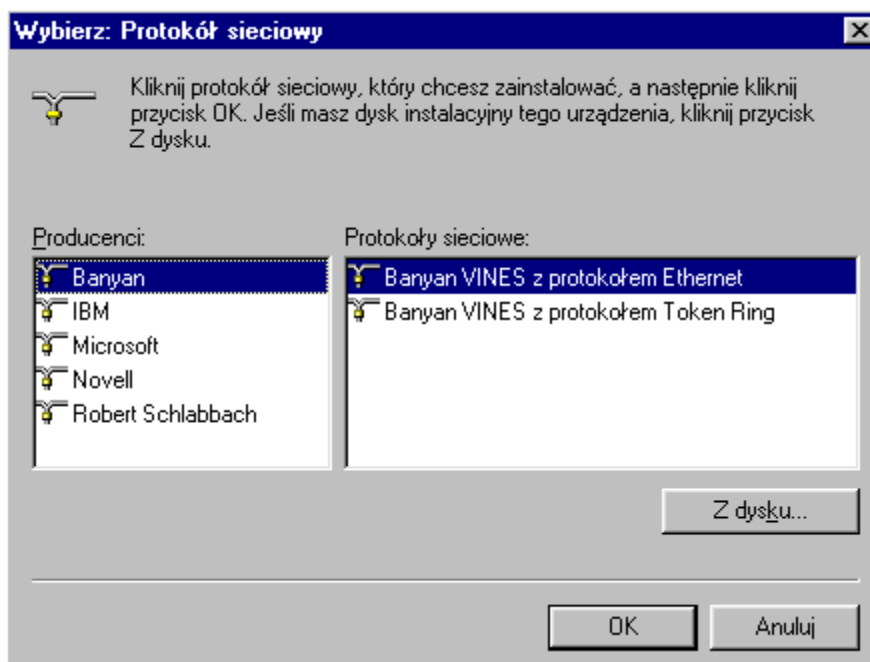 Wybierz: Protokół sieciowy
Kliknij protokół sieciowy, który chcesz zainstalować, a następnie kliknij
przycisk OK. Jeśli masz dysk instalacyjny tego urządzenia, kliknij przycisk
Z dysku.
Producenci:
Banyan
IBM
Microsoft
Novell
Robert Schlabbach
Protokoły sieciowe:
Banyan VINES z protokołem Ethernet
Banyan VINES z protokołem Token Ring
Z dysku...
OK
Anuluj